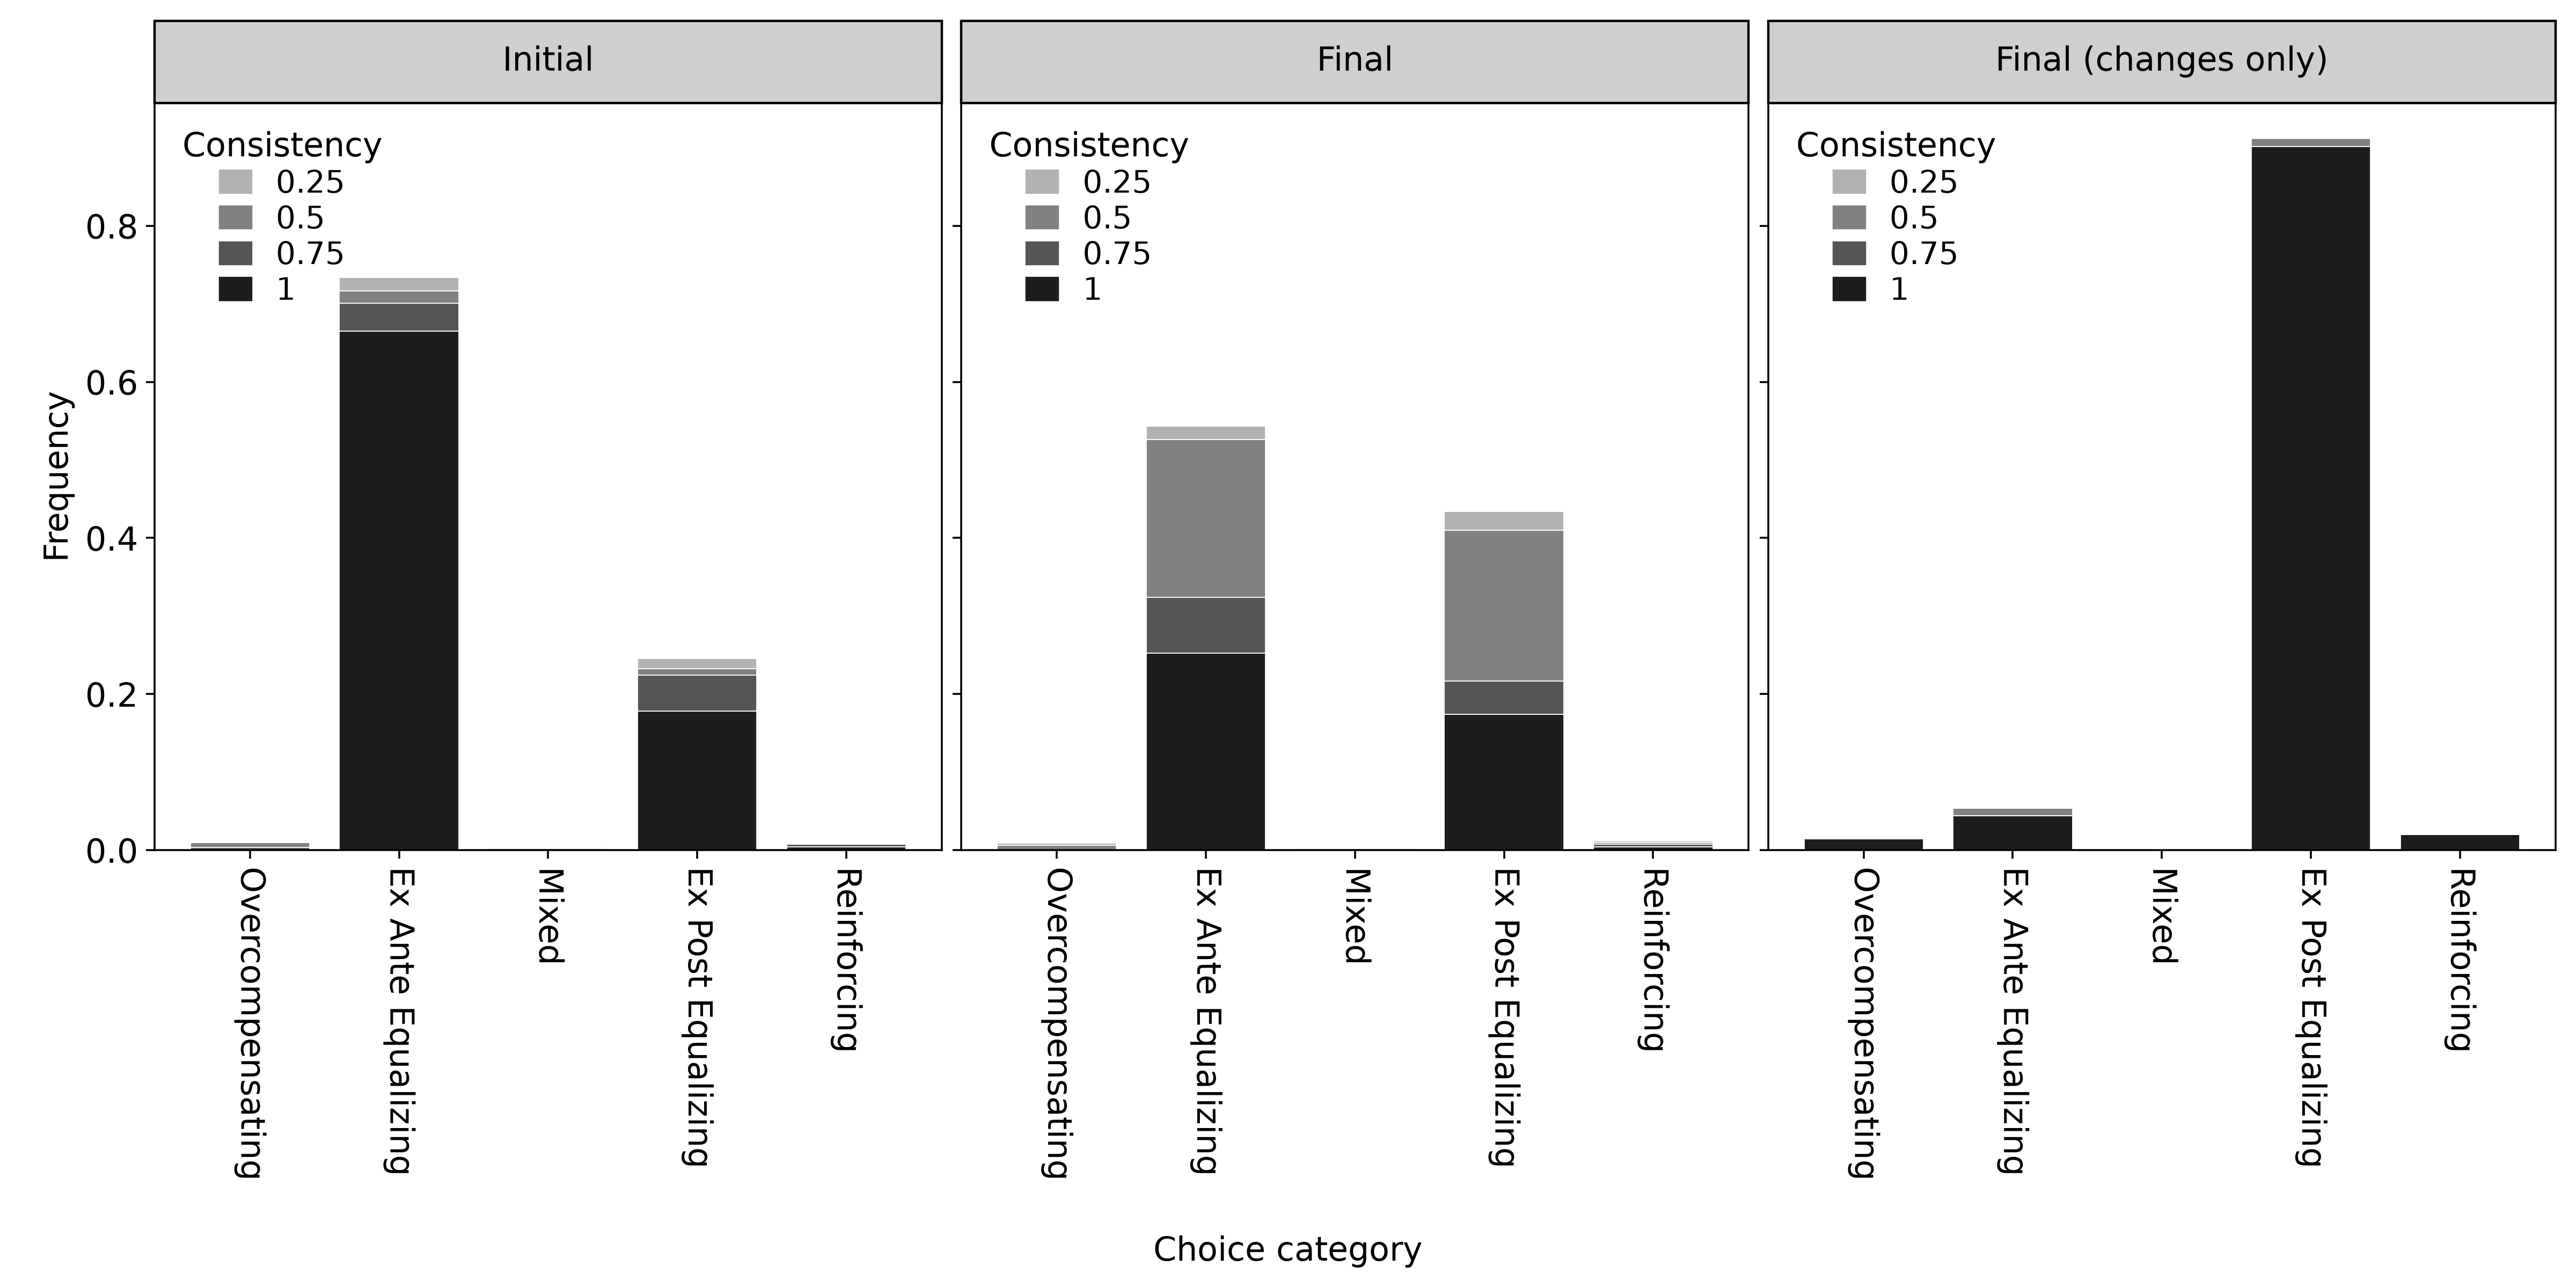 Initial
Final
Final (changes only)
Consistency
0.25
0.5
0.75
1
Consistency
0.25
0.5
0.75
1
Consistency
0.25
0.5
0.75
1
Frequency
0.8
0.6
0.4
0.2
0.0
Overcompensating
Ex Ante Equalizing
Mixed
Ex Post Equalizing
Reinforcing
Overcompensating
Ex Ante Equalizing
Mixed
Ex Post Equalizing
Reinforcing
Overcompensating
Ex Ante Equalizing
Mixed
Ex Post Equalizing
Reinforcing
Choice category